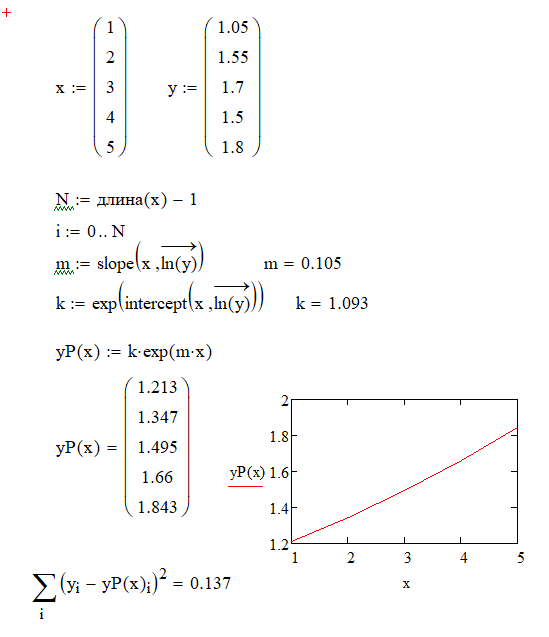 +
x := (1 2 3 4 5) y := (1.05 1.55 1.7 1.5 1.8)
N := длина(x) − 1
i := 0 .. N
m := slope(x , ln(y)) m = 0.105
k := exp(intercept(x , ln(y))) k = 1.093
yP(x) := k·exp(m·x)
yP(x) = (1.213 1.347 1.495 1.66 1.843)
2
1.8
yP(x) 1.6
1.4
1.2
1 2 3 4 5
x
∑ᵢ (yᵢ − yP(x)ᵢ)² = 0.137